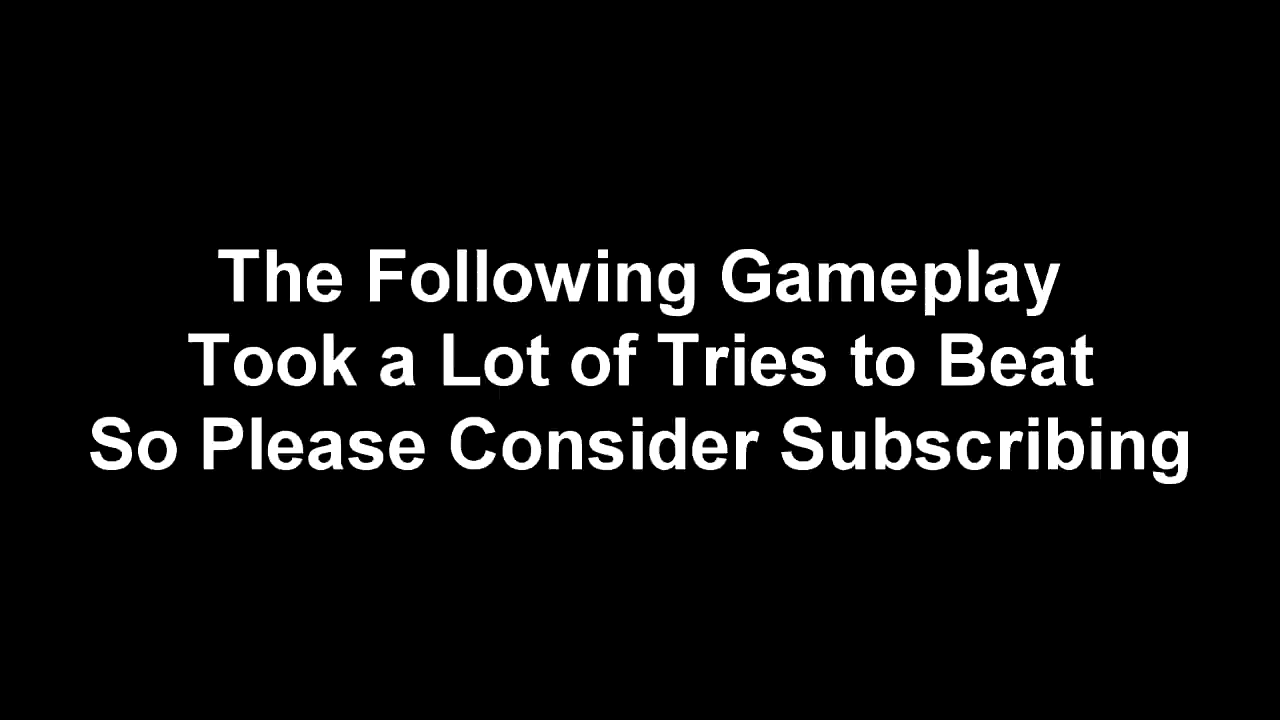 The Following Gameplay
Took a Lot of Tries to Beat
So Please Consider Subscribing